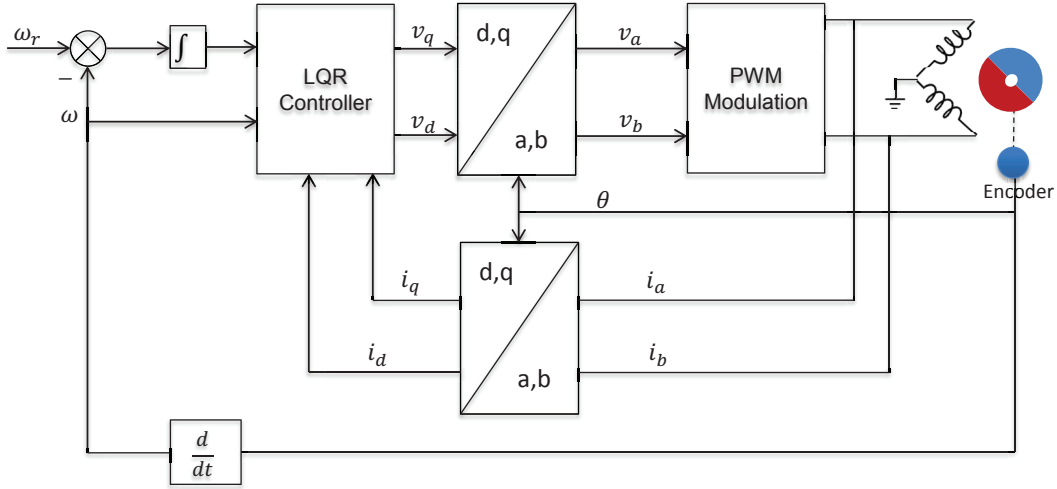 ω_r
−
ω
∫
LQR
Controller
v_q
v_d
d,q
a,b
v_a
v_b
PWM
Modulation
Encoder
θ
i_q
i_d
d,q
a,b
i_a
i_b
d
dt